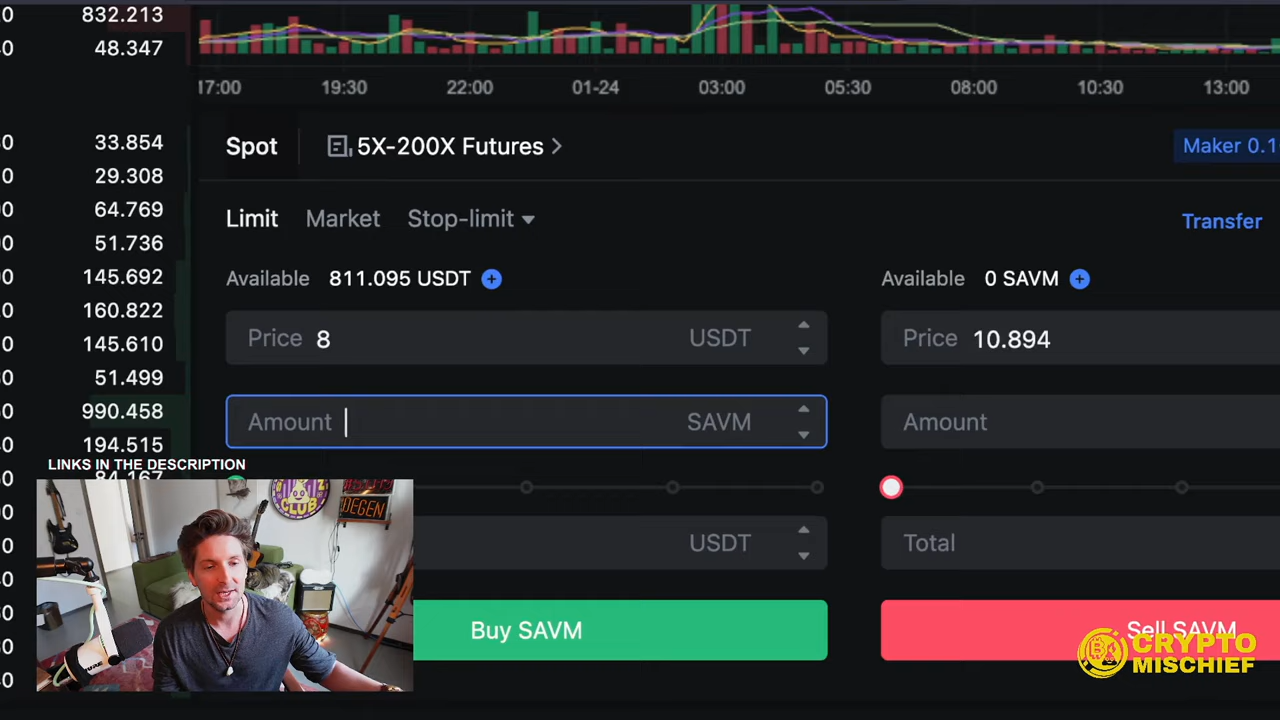 832.213
48.347
17:00 19:30 22:00 01-24 03:00 05:30 08:00 10:30 13:00
33.854
29.308
64.769
51.736
145.692
160.822
145.610
51.499
990.458
194.515
84.167
Spot 5X-200X Futures > Maker 0.1
Limit Market Stop-limit Transfer
Available 811.095 USDT Available 0 SAVM
Price 8 USDT Price 10.894
Amount SAVM Amount
USDT Total
Buy SAVM Sell SAVM
LINKS IN THE DESCRIPTION
CLUB
DEGEN
CRYPTO
MISCHIEF